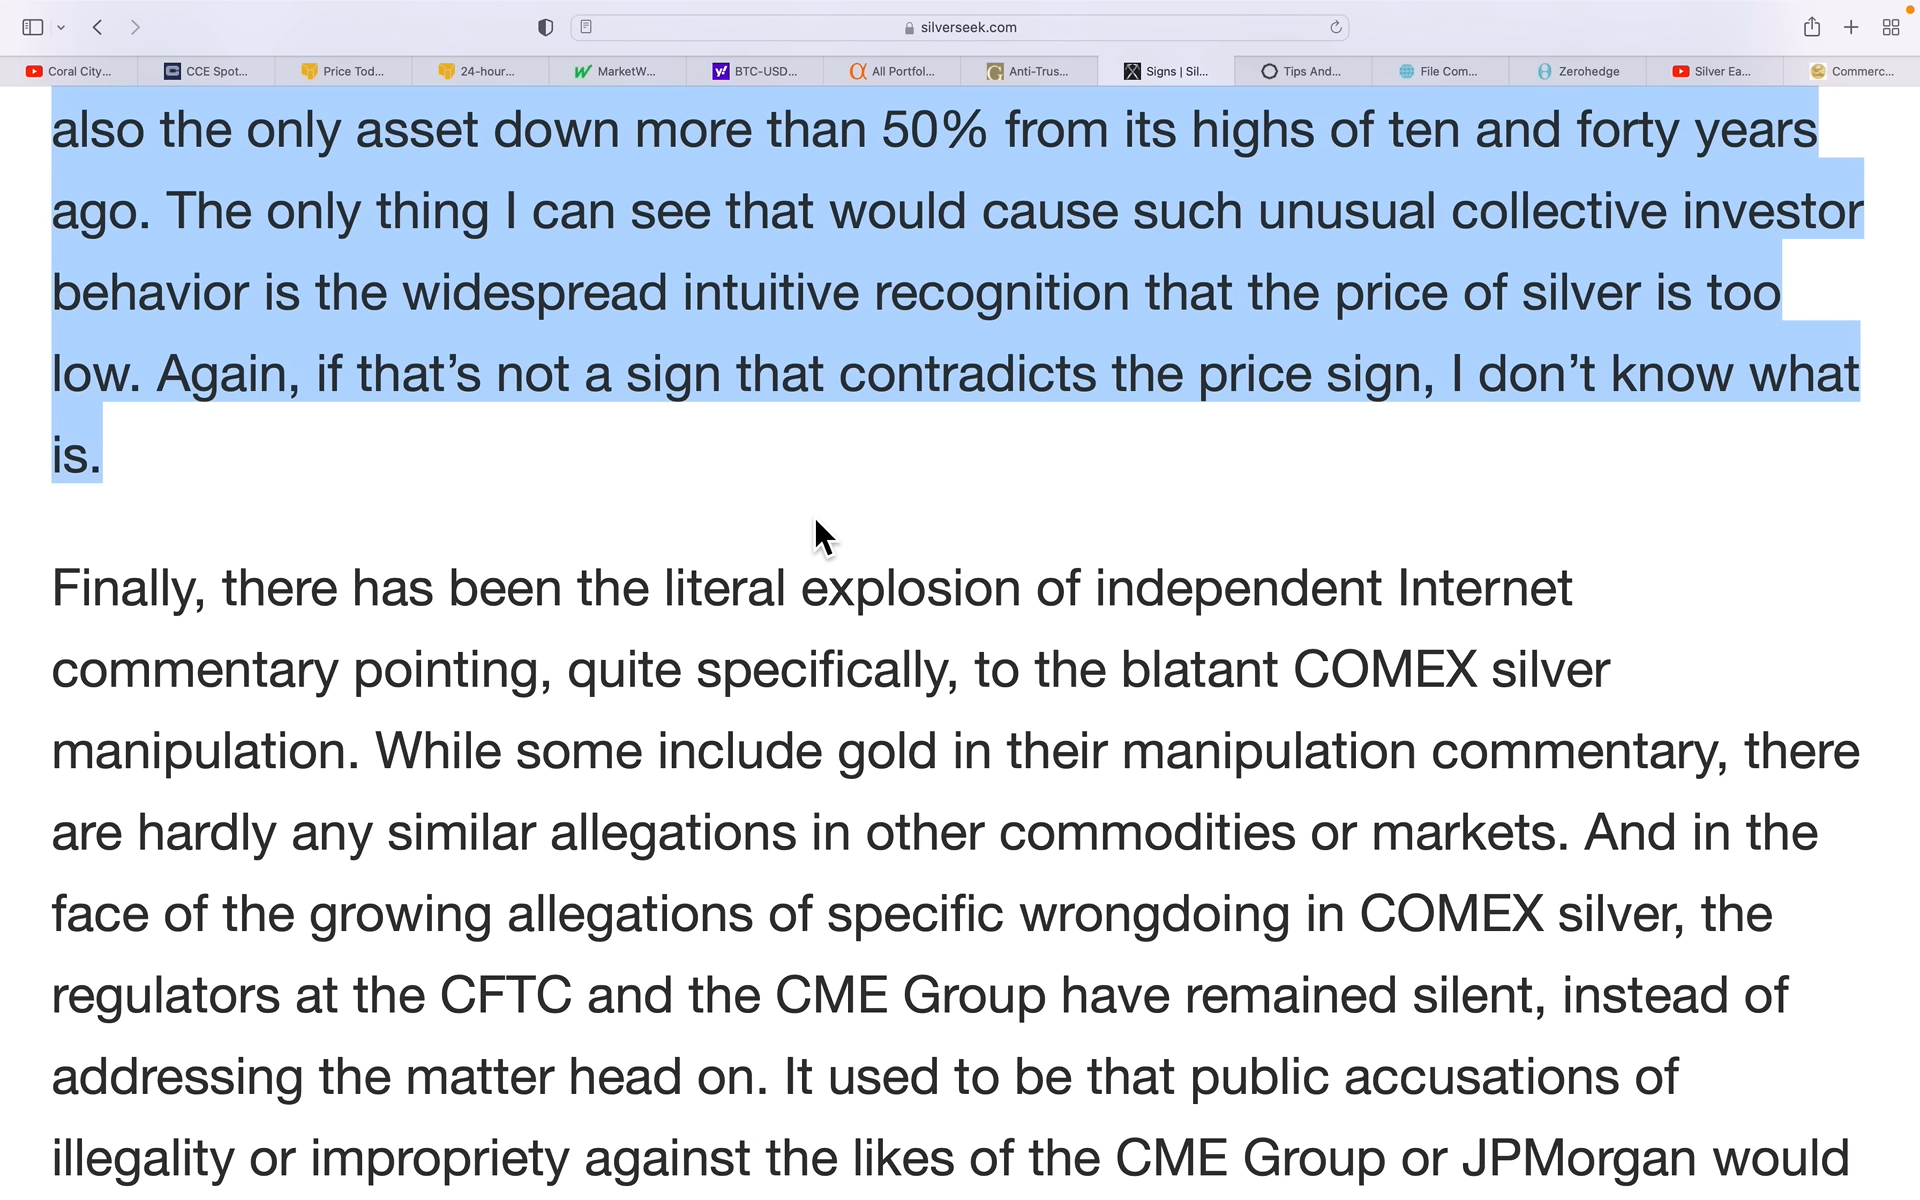 silverseek.com
Coral City...
CCE Spot...
Price Tod...
24-hour...
MarketW...
BTC-USD...
All Portfol...
Anti-Trus...
Signs | Sil...
Tips And...
File Com...
Zerohedge
Silver Ea...
Commerc...
also the only asset down more than 50% from its highs of ten and forty years
ago. The only thing I can see that would cause such unusual collective investor
behavior is the widespread intuitive recognition that the price of silver is too
low. Again, if that’s not a sign that contradicts the price sign, I don’t know what
is.
Finally, there has been the literal explosion of independent Internet
commentary pointing, quite specifically, to the blatant COMEX silver
manipulation. While some include gold in their manipulation commentary, there
are hardly any similar allegations in other commodities or markets. And in the
face of the growing allegations of specific wrongdoing in COMEX silver, the
regulators at the CFTC and the CME Group have remained silent, instead of
addressing the matter head on. It used to be that public accusations of
illegality or impropriety against the likes of the CME Group or JPMorgan would